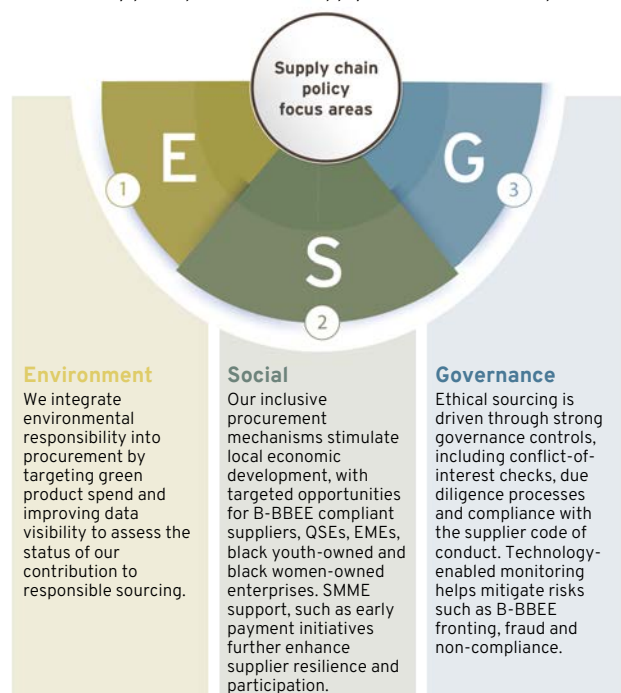 Supply chain
policy
focus areas
E
S
G
1
2
3
Environment
We integrate
environmental
responsibility into
procurement by
targeting green
product spend and
improving data
visibility to assess the
status of our
contribution to
responsible sourcing.
Social
Our inclusive
procurement
mechanisms stimulate
local economic
development, with
targeted opportunities
for B-BBEE compliant
suppliers, QSEs, EMEs,
black youth-owned and
black women-owned
enterprises. SMME
support, such as early
payment initiatives
further enhance
supplier resilience and
participation.
Governance
Ethical sourcing is
driven through strong
governance controls,
including conflict-of-
interest checks, due
diligence processes
and compliance with
the supplier code of
conduct. Technology-
enabled monitoring
helps mitigate risks
such as B-BBEE
fronting, fraud and
non-compliance.